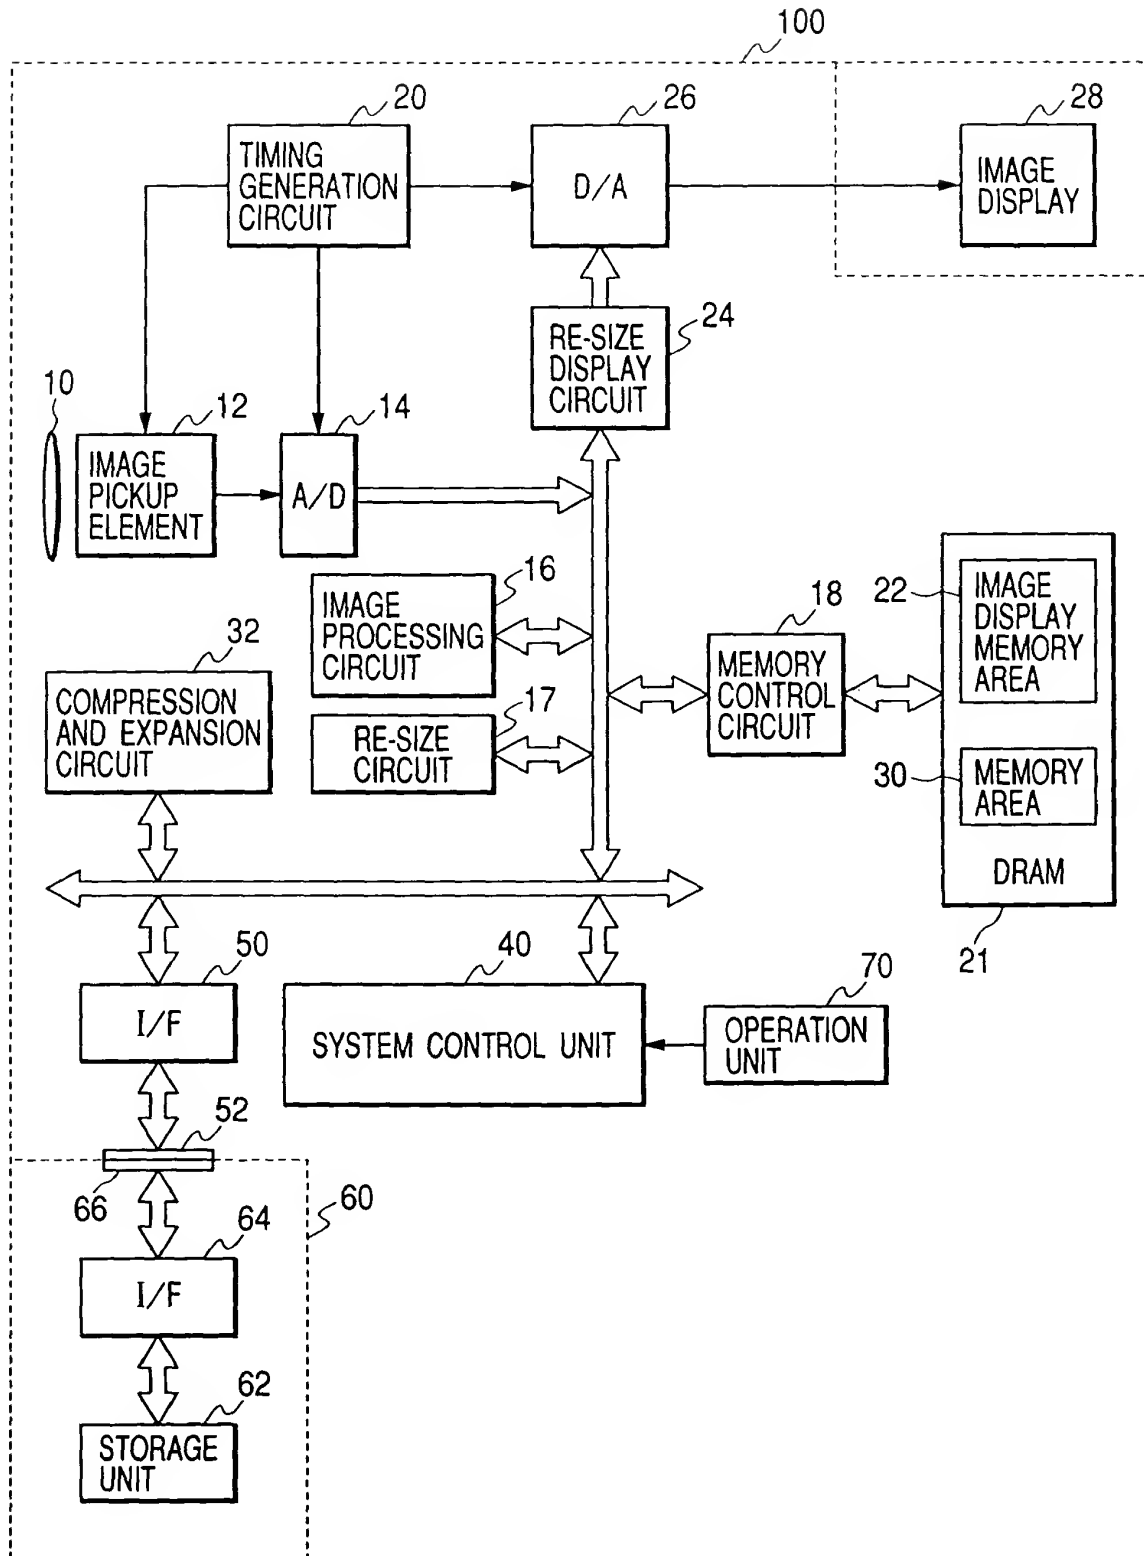 100
20
26
28
TIMING
GENERATION
CIRCUIT
D/A
IMAGE
DISPLAY
24
RE-SIZE
DISPLAY
CIRCUIT
10
12
14
IMAGE
PICKUP
ELEMENT
A/D
16
IMAGE
PROCESSING
CIRCUIT
18
22
IMAGE
DISPLAY
MEMORY
AREA
32
COMPRESSION
AND EXPANSION
CIRCUIT
17
RE-SIZE
CIRCUIT
MEMORY
CONTROL
CIRCUIT
30
MEMORY
AREA
DRAM
21
50
I/F
40
SYSTEM CONTROL UNIT
70
OPERATION
UNIT
52
66
60
64
I/F
62
STORAGE
UNIT